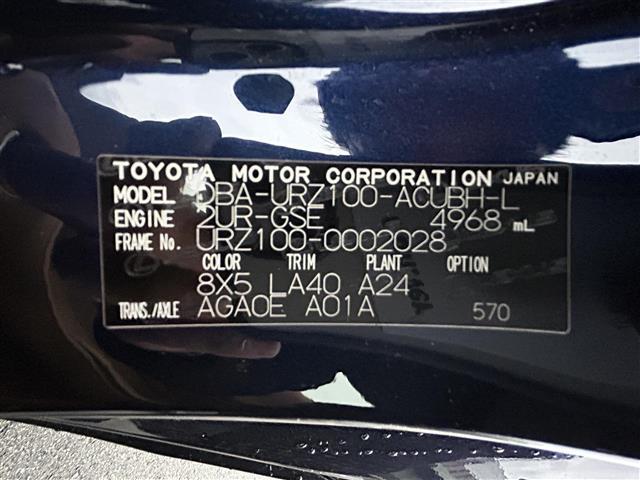 TOYOTA MOTOR CORPORATION JAPAN
MODEL DBA-URZ100-ACUBH-L
ENGINE 2UR-GSE 4968 mL
FRAME No. URZ100-0002028
COLOR TRIM PLANT OPTION
8X5 LA40 A24
TRANS./AXLE AGA0E A01A 570